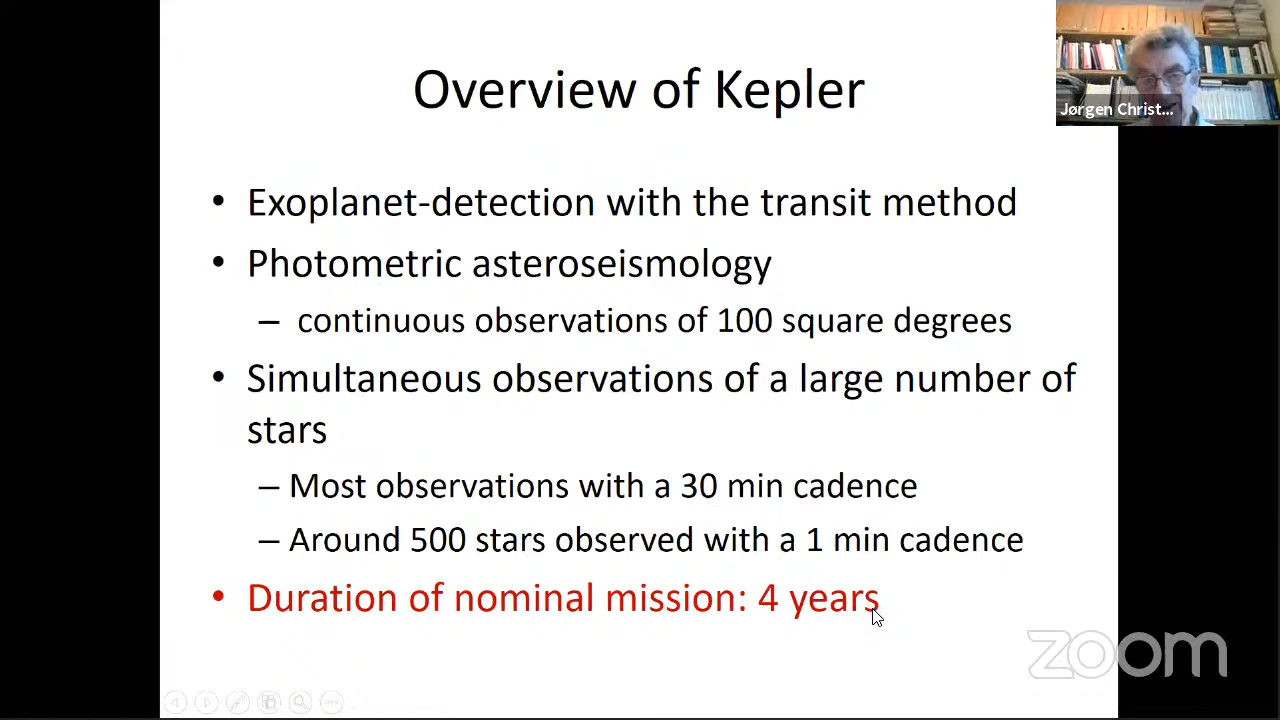 Overview of Kepler
Jørgen Christ...
• Exoplanet-detection with the transit method
• Photometric asteroseismology
– continuous observations of 100 square degrees
• Simultaneous observations of a large number of
stars
– Most observations with a 30 min cadence
– Around 500 stars observed with a 1 min cadence
• Duration of nominal mission: 4 years
zoom